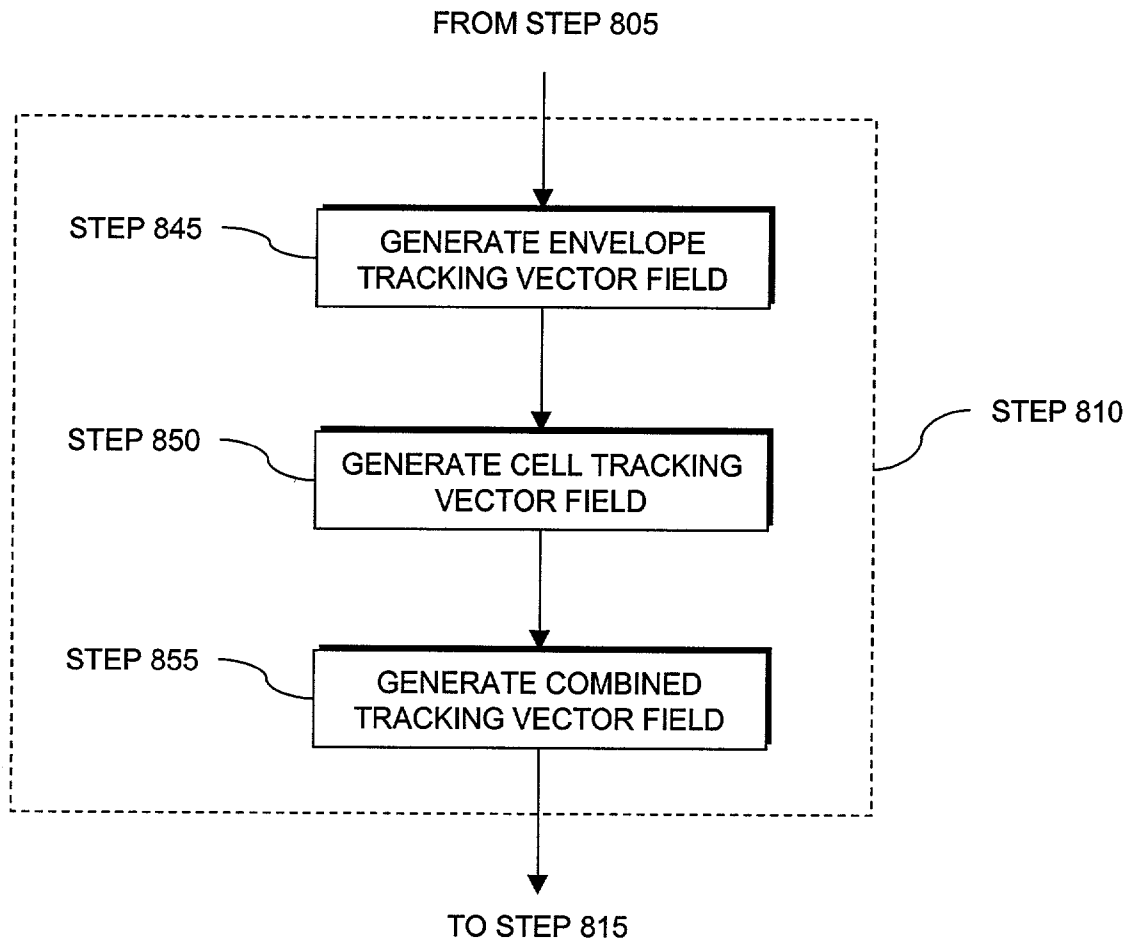 FROM STEP 805
STEP 845
GENERATE ENVELOPE
TRACKING VECTOR FIELD
STEP 810
STEP 850
GENERATE CELL TRACKING
VECTOR FIELD
STEP 855
GENERATE COMBINED
TRACKING VECTOR FIELD
TO STEP 815